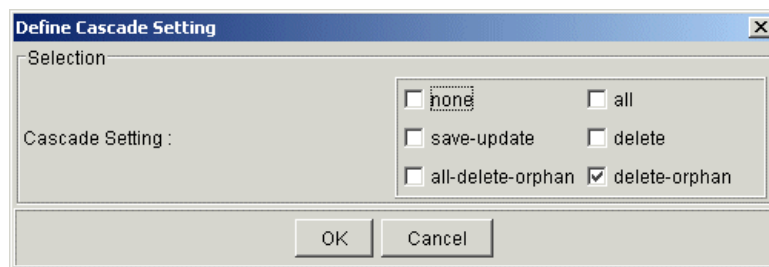 Define Cascade Setting
Selection
none all
Cascade Setting : save-update delete
all-delete-orphan delete-orphan
OK Cancel